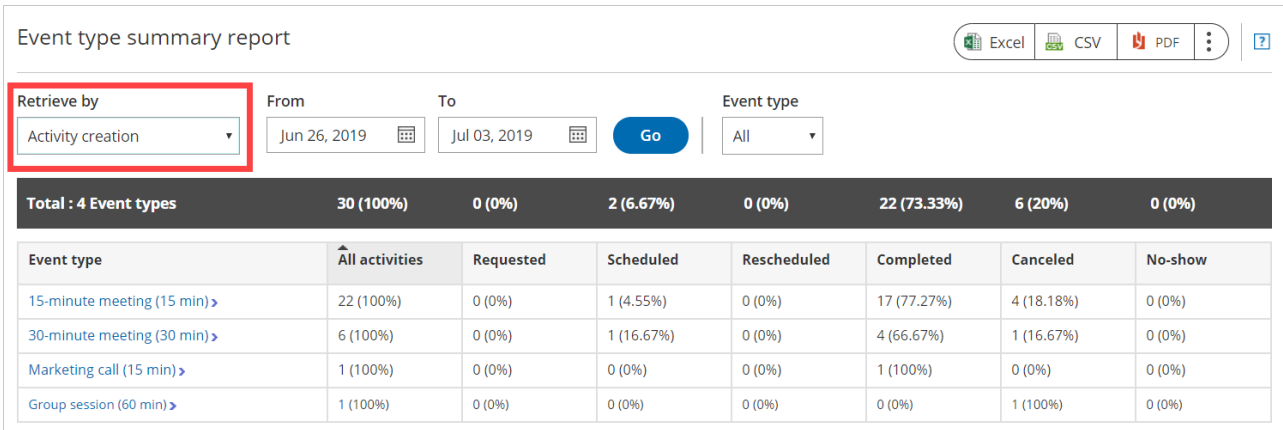 Event type summary report
Excel CSV PDF ?
Retrieve by From To Event type
Activity creation Jun 26, 2019 Jul 03, 2019 Go All
Total : 4 Event types 30 (100%) 0 (0%) 2 (6.67%) 0 (0%) 22 (73.33%) 6 (20%) 0 (0%)
Event type All activities Requested Scheduled Rescheduled Completed Canceled No-show
15-minute meeting (15 min) 22 (100%) 0 (0%) 1 (4.55%) 0 (0%) 17 (77.27%) 4 (18.18%) 0 (0%)
30-minute meeting (30 min) 6 (100%) 0 (0%) 1 (16.67%) 0 (0%) 4 (66.67%) 1 (16.67%) 0 (0%)
Marketing call (15 min) 1 (100%) 0 (0%) 0 (0%) 0 (0%) 1 (100%) 0 (0%) 0 (0%)
Group session (60 min) 1 (100%) 0 (0%) 0 (0%) 0 (0%) 0 (0%) 1 (100%) 0 (0%)